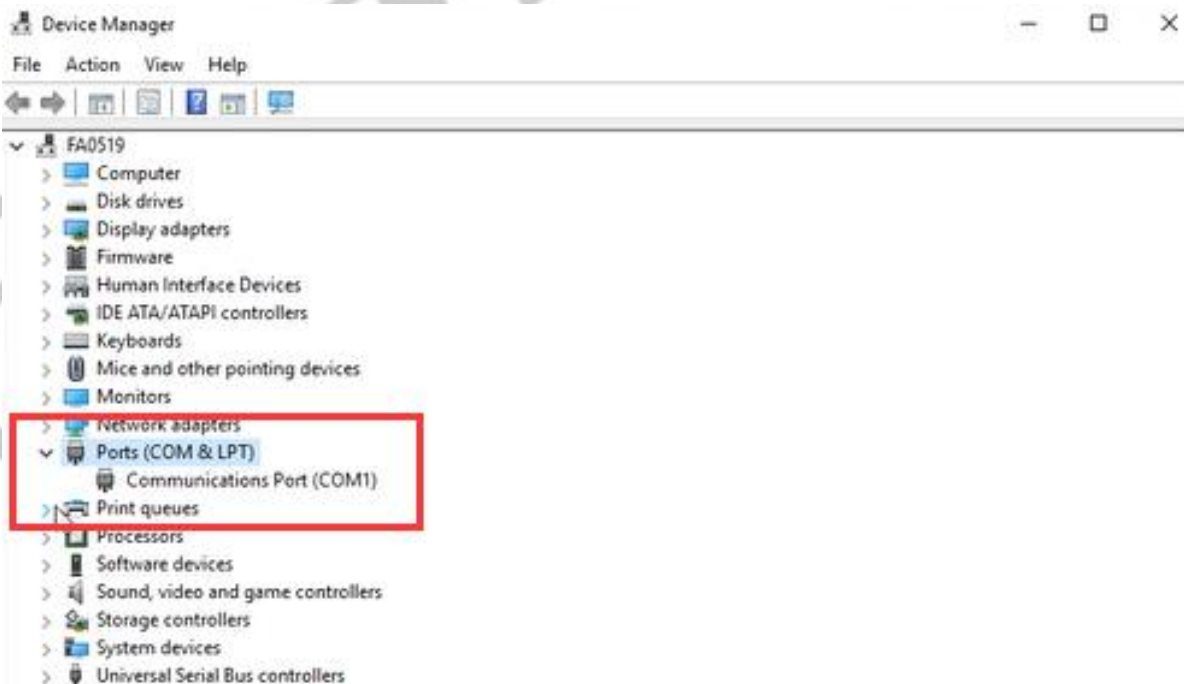 Device Manager
File Action View Help
FA0519
Computer
Disk drives
Display adapters
Firmware
Human Interface Devices
IDE ATA/ATAPI controllers
Keyboards
Mice and other pointing devices
Monitors
Network adapters
Ports (COM & LPT)
Communications Port (COM1)
Print queues
Processors
Software devices
Sound, video and game controllers
Storage controllers
System devices
Universal Serial Bus controllers